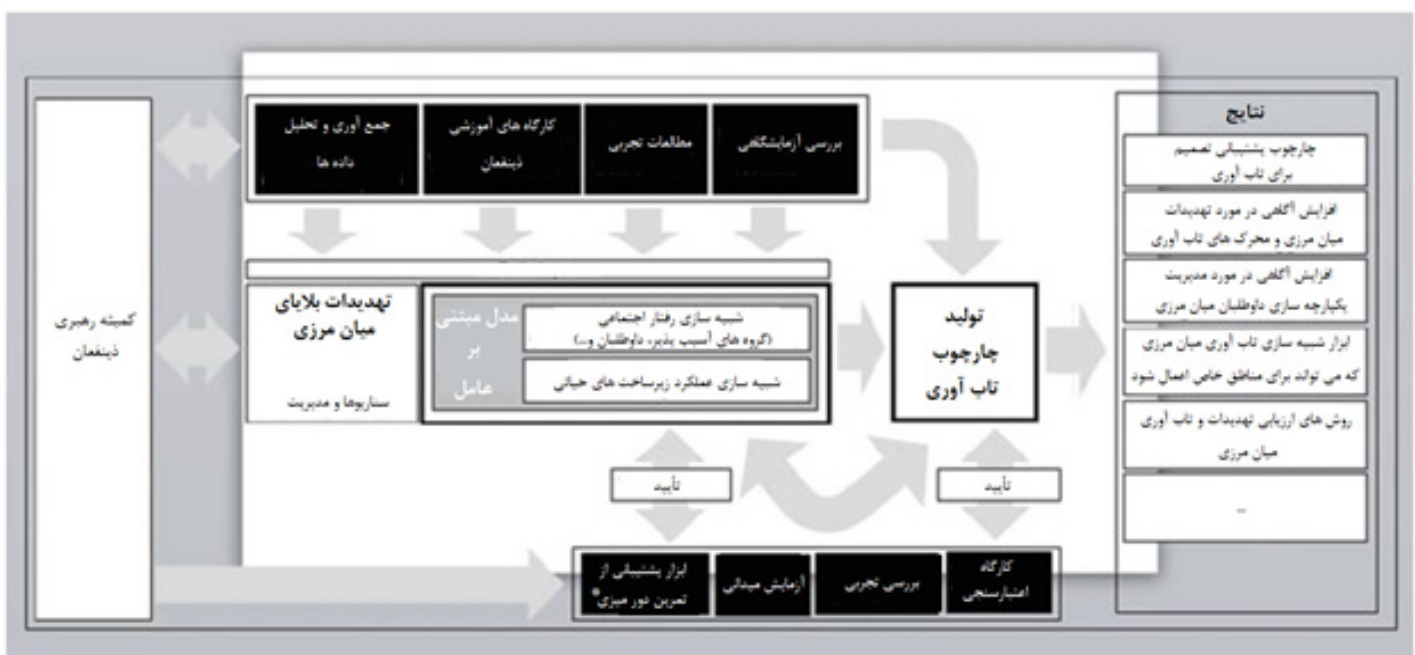 کمیته رهبری
ذینفعان
جمع آوری و تحلیل
داده ها
کارگاه های آموزشی
ذینفعان
مطالعات تجربی
بررسی آزمایشگاهی
تهدیدات بلایای
میان مرزی
سناریوها و مدیریت
مدل مبتنی
بر
عامل
شبیه سازی رفتار اجتماعی
(گروه های آسیب پذیر، داوطلبان و...)
شبیه سازی عملکرد زیرساخت های حیاتی
تولید
چارچوب
تاب آوری
تأیید
تأیید
ابزار پشتیبانی از
تمرین دور میزی*
آزمایش میدانی
بررسی تجربی
کارگاه
اعتبارسنجی
نتایج
چارچوب پشتیبانی تصمیم
برای تاب آوری
افزایش آگاهی در مورد تهدیدات
میان مرزی و محرک های تاب آوری
افزایش آگاهی در مورد مدیریت
یکپارچه سازی داوطلبان میان مرزی
ابزار شبیه سازی تاب آوری میان مرزی
که می تواند برای مناطق خاص اعمال شود
روش های ارزیابی تهدیدات و تاب آوری
میان مرزی
...